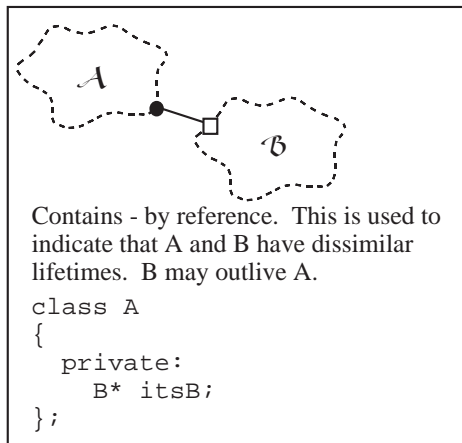 A
B
Contains - by reference.  This is used to
indicate that A and B have dissimilar
lifetimes.  B may outlive A.
class A
{
  private:
    B* itsB;
};